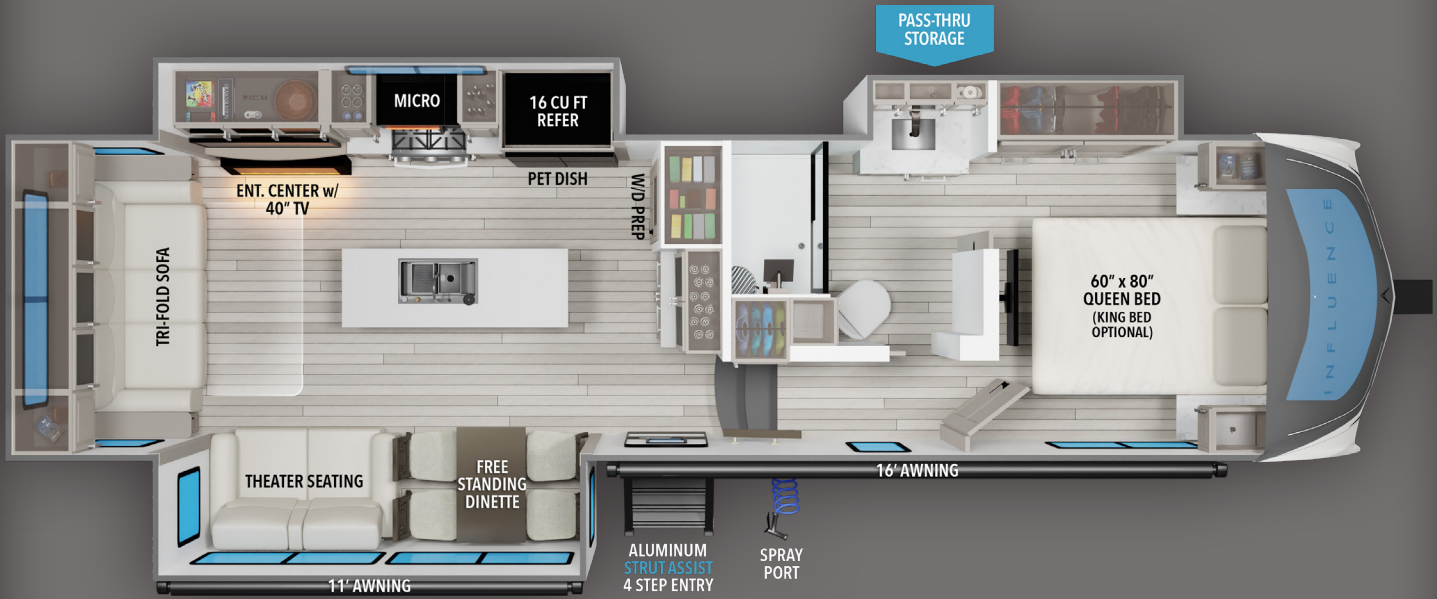 PASS-THRU
STORAGE
MICRO
16 CU FT
REFER
PET DISH
ENT. CENTER w/
40" TV
W/D PREP
TRI-FOLD SOFA
60" x 80"
QUEEN BED
(KING BED
OPTIONAL)
INFLUENCE
THEATER SEATING
FREE
STANDING
DINETTE
16' AWNING
11' AWNING
ALUMINUM
STRUT ASSIST
4 STEP ENTRY
SPRAY
PORT